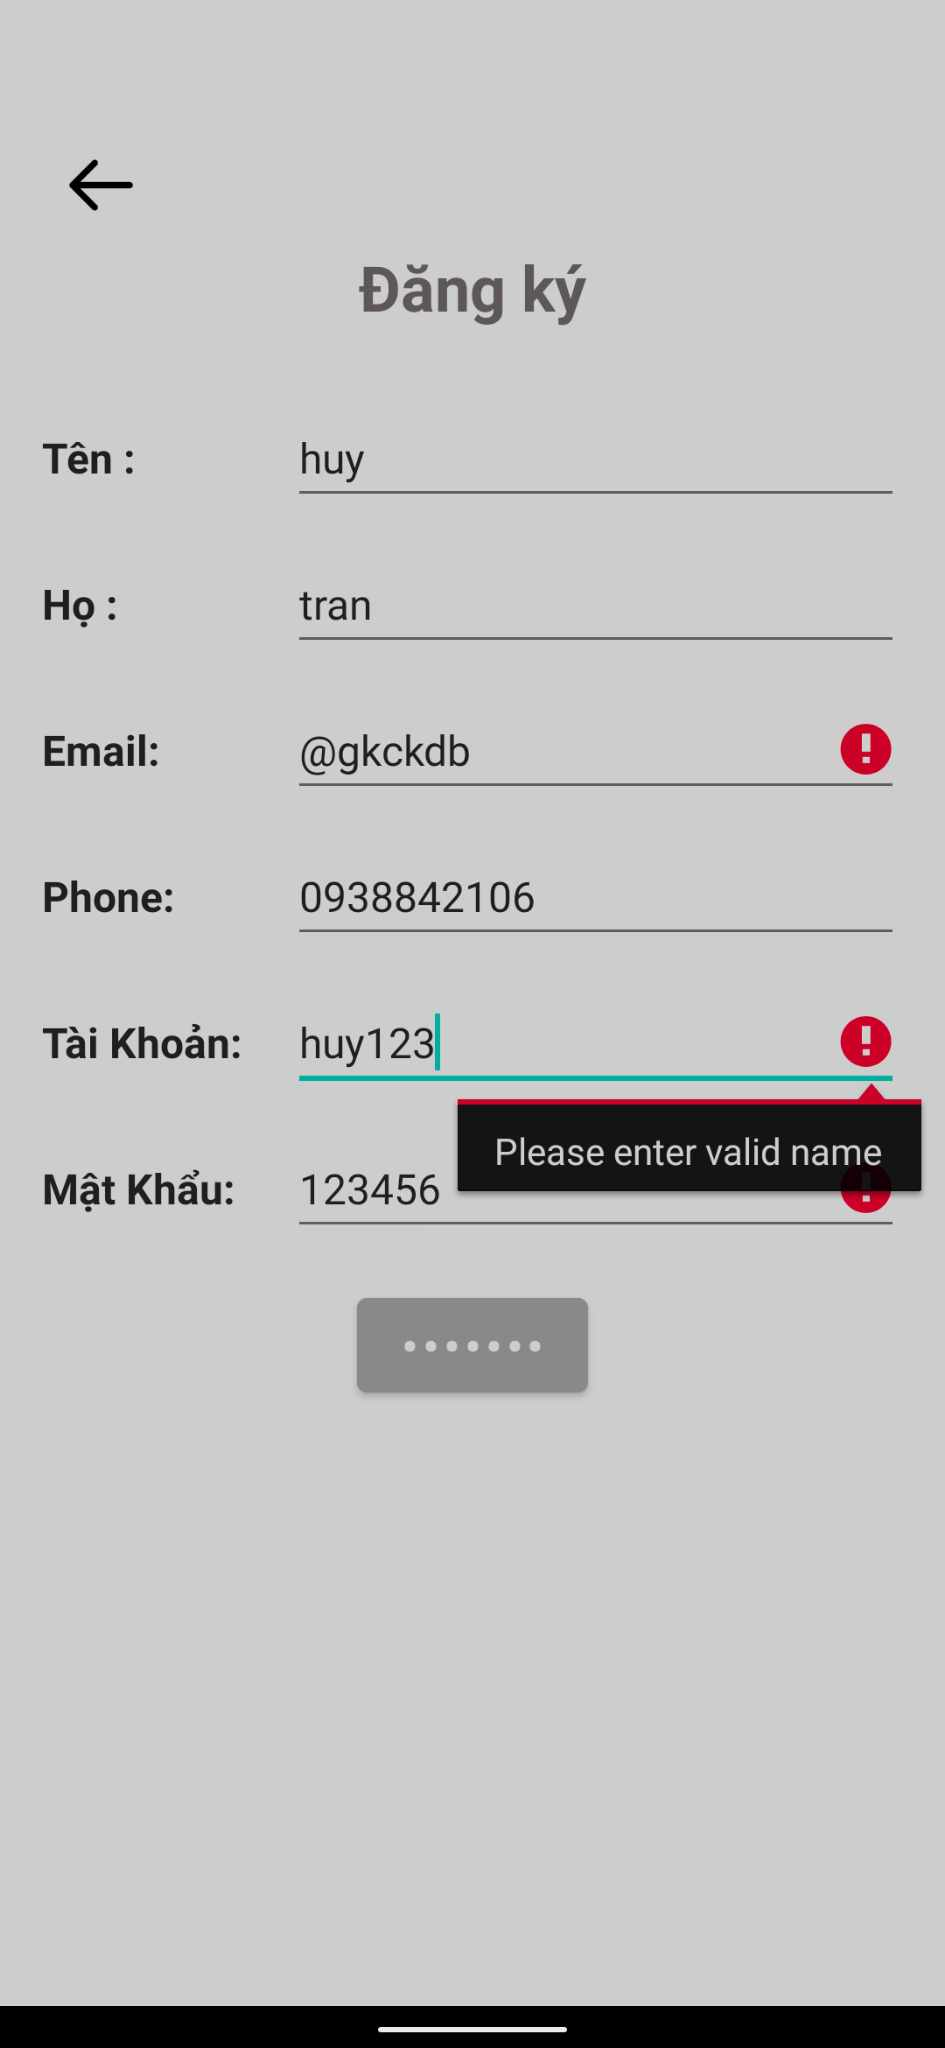 Đăng ký
Tên :
huy
Họ :
tran
Email:
@gkckdb
Phone:
0938842106
Tài Khoản:
huy123
Please enter valid name
Mật Khẩu:
123456